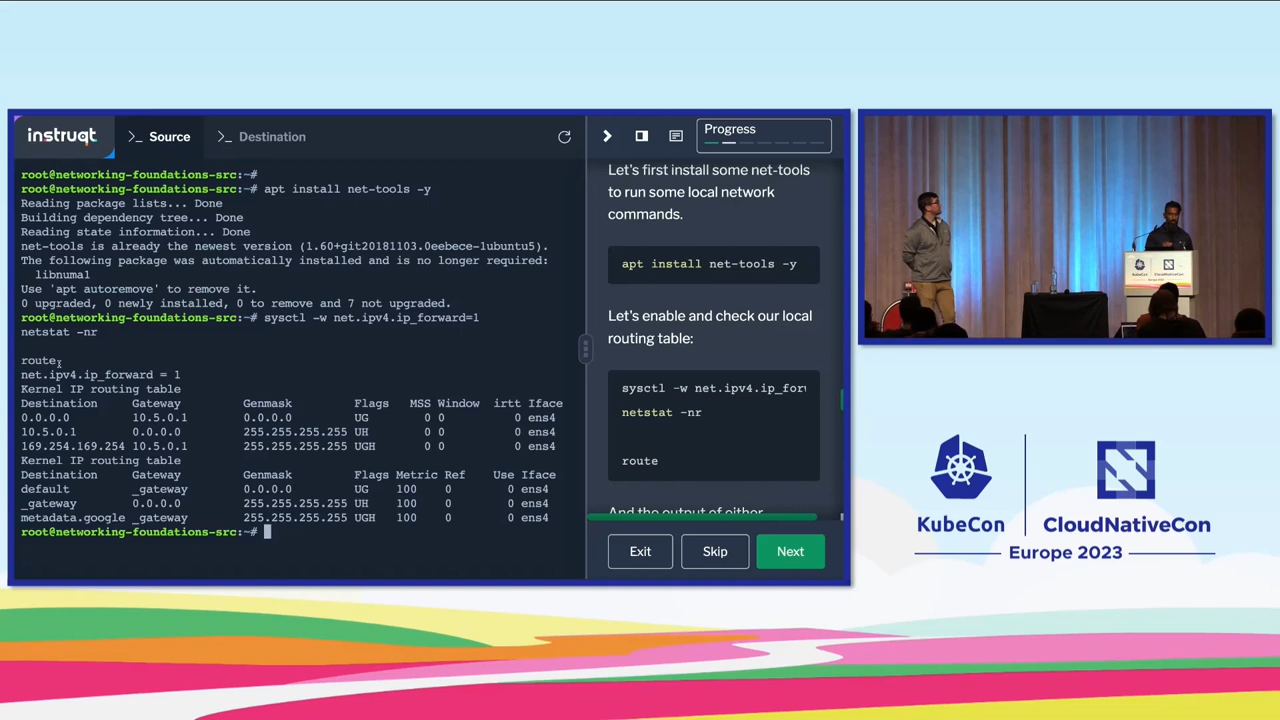 instruqt
>_ Source
>_ Destination
root@networking-foundations-src:~#
root@networking-foundations-src:~# apt install net-tools -y
Reading package lists... Done
Building dependency tree... Done
Reading state information... Done
net-tools is already the newest version (1.60+git20181103.0eebece-1ubuntu5).
The following package was automatically installed and is no longer required:
  libnuma1
Use 'apt autoremove' to remove it.
0 upgraded, 0 newly installed, 0 to remove and 7 not upgraded.
root@networking-foundations-src:~# sysctl -w net.ipv4.ip_forward=1
netstat -nr
route
net.ipv4.ip_forward = 1
Kernel IP routing table
Destination Gateway Genmask Flags MSS Window irtt Iface
0.0.0.0 10.5.0.1 0.0.0.0 UG 0 0 0 ens4
10.5.0.1 0.0.0.0 255.255.255.255 UH 0 0 0 ens4
169.254.169.254 10.5.0.1 255.255.255.255 UGH 0 0 0 ens4
Kernel IP routing table
Destination Gateway Genmask Flags Metric Ref Use Iface
default _gateway 0.0.0.0 UG 100 0 0 ens4
_gateway 0.0.0.0 255.255.255.255 UH 100 0 0 ens4
metadata.google _gateway 255.255.255.255 UGH 100 0 0 ens4
root@networking-foundations-src:~#
Progress
Let's first install some net-tools
to run some local network
commands.
apt install net-tools -y
Let's enable and check our local
routing table:
sysctl -w net.ipv4.ip_for
netstat -nr
route
And the output of either
Exit
Skip
Next
KubeCon
CloudNativeCon
Europe 2023